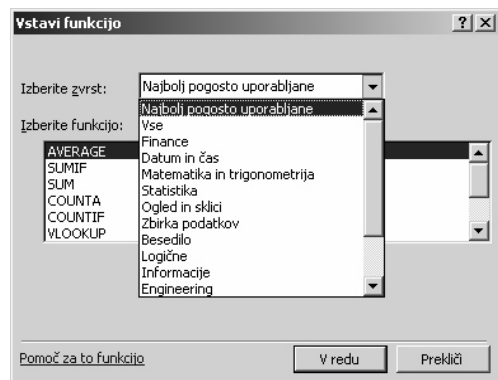 Vstavi funkcijo
Izberite zvrst:
Najbolj pogosto uporabljane
Najbolj pogosto uporabljane
Vse
Finance
Datum in čas
Matematika in trigonometrija
Statistika
Ogled in sklici
Zbirka podatkov
Besedilo
Logične
Informacije
Engineering
Izberite funkcijo:
AVERAGE
SUMIF
SUM
COUNTA
COUNTIF
VLOOKUP
Pomoč za to funkcijo
V redu
Prekliči